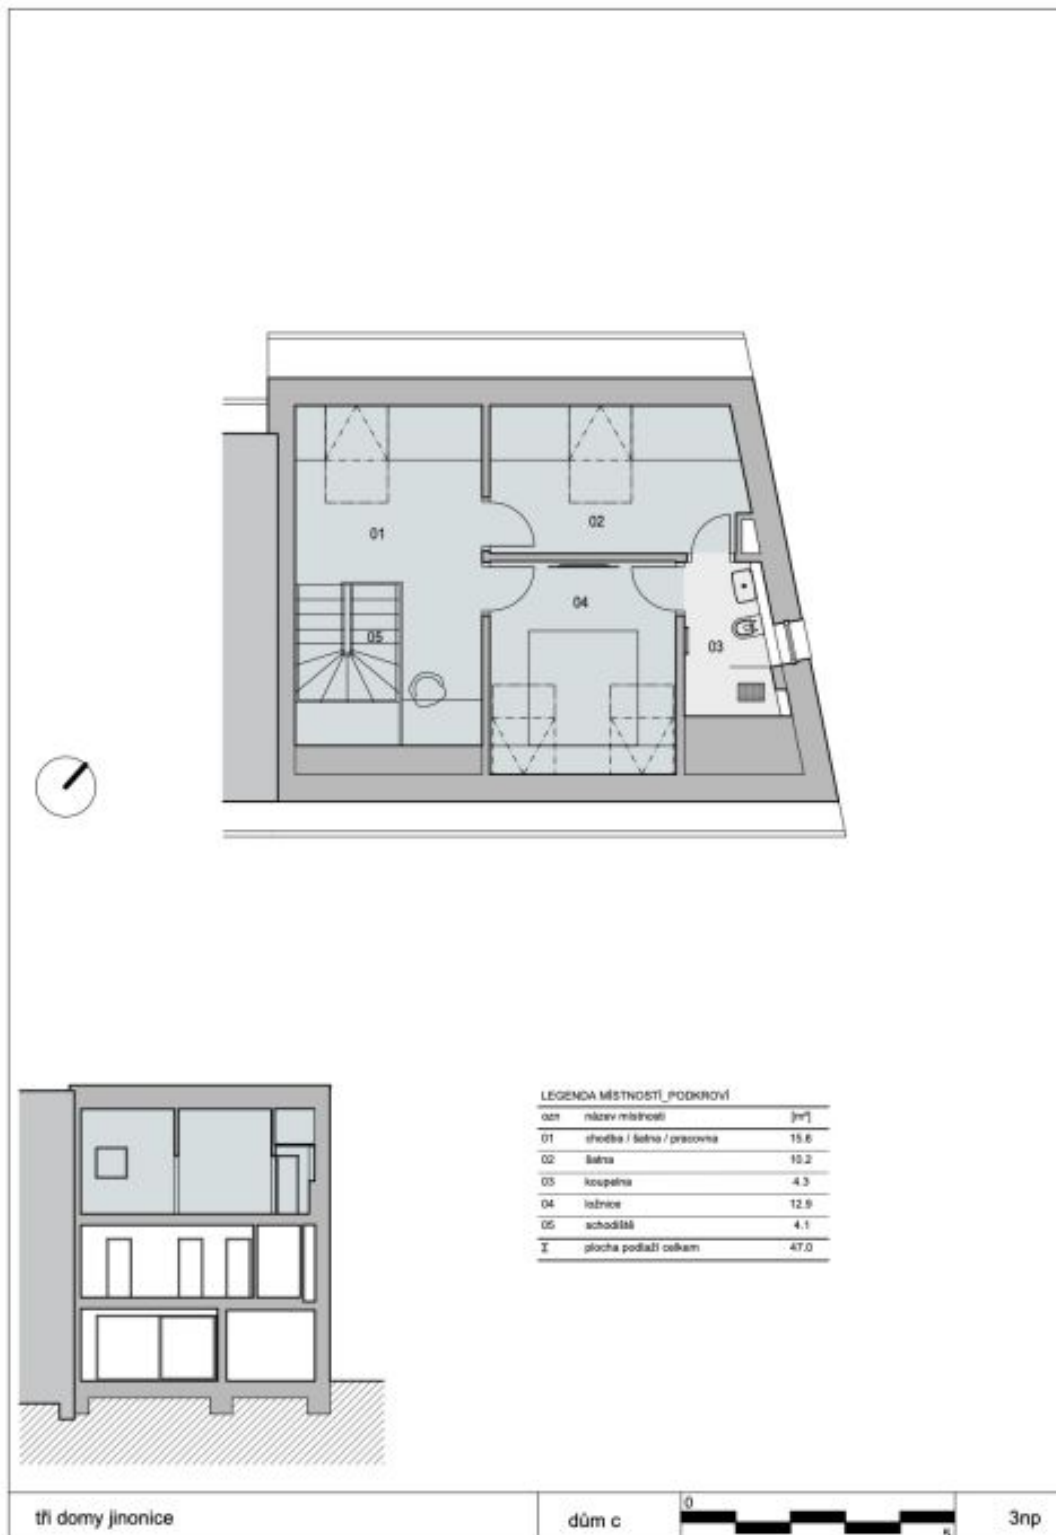 01
02
04
05
03
LEGENDA MÍSTNOSTÍ_PODKROVÍ
ozn název místnosti [m²]
01 chodba / šatna / pracovna 15.6
02 šatna 10.2
03 koupelna 4.3
04 ložnice 12.9
05 schodiště 4.1
Σ plocha podlaží celkem 47.0
tři domy jinonice
dům c
0
5
3np